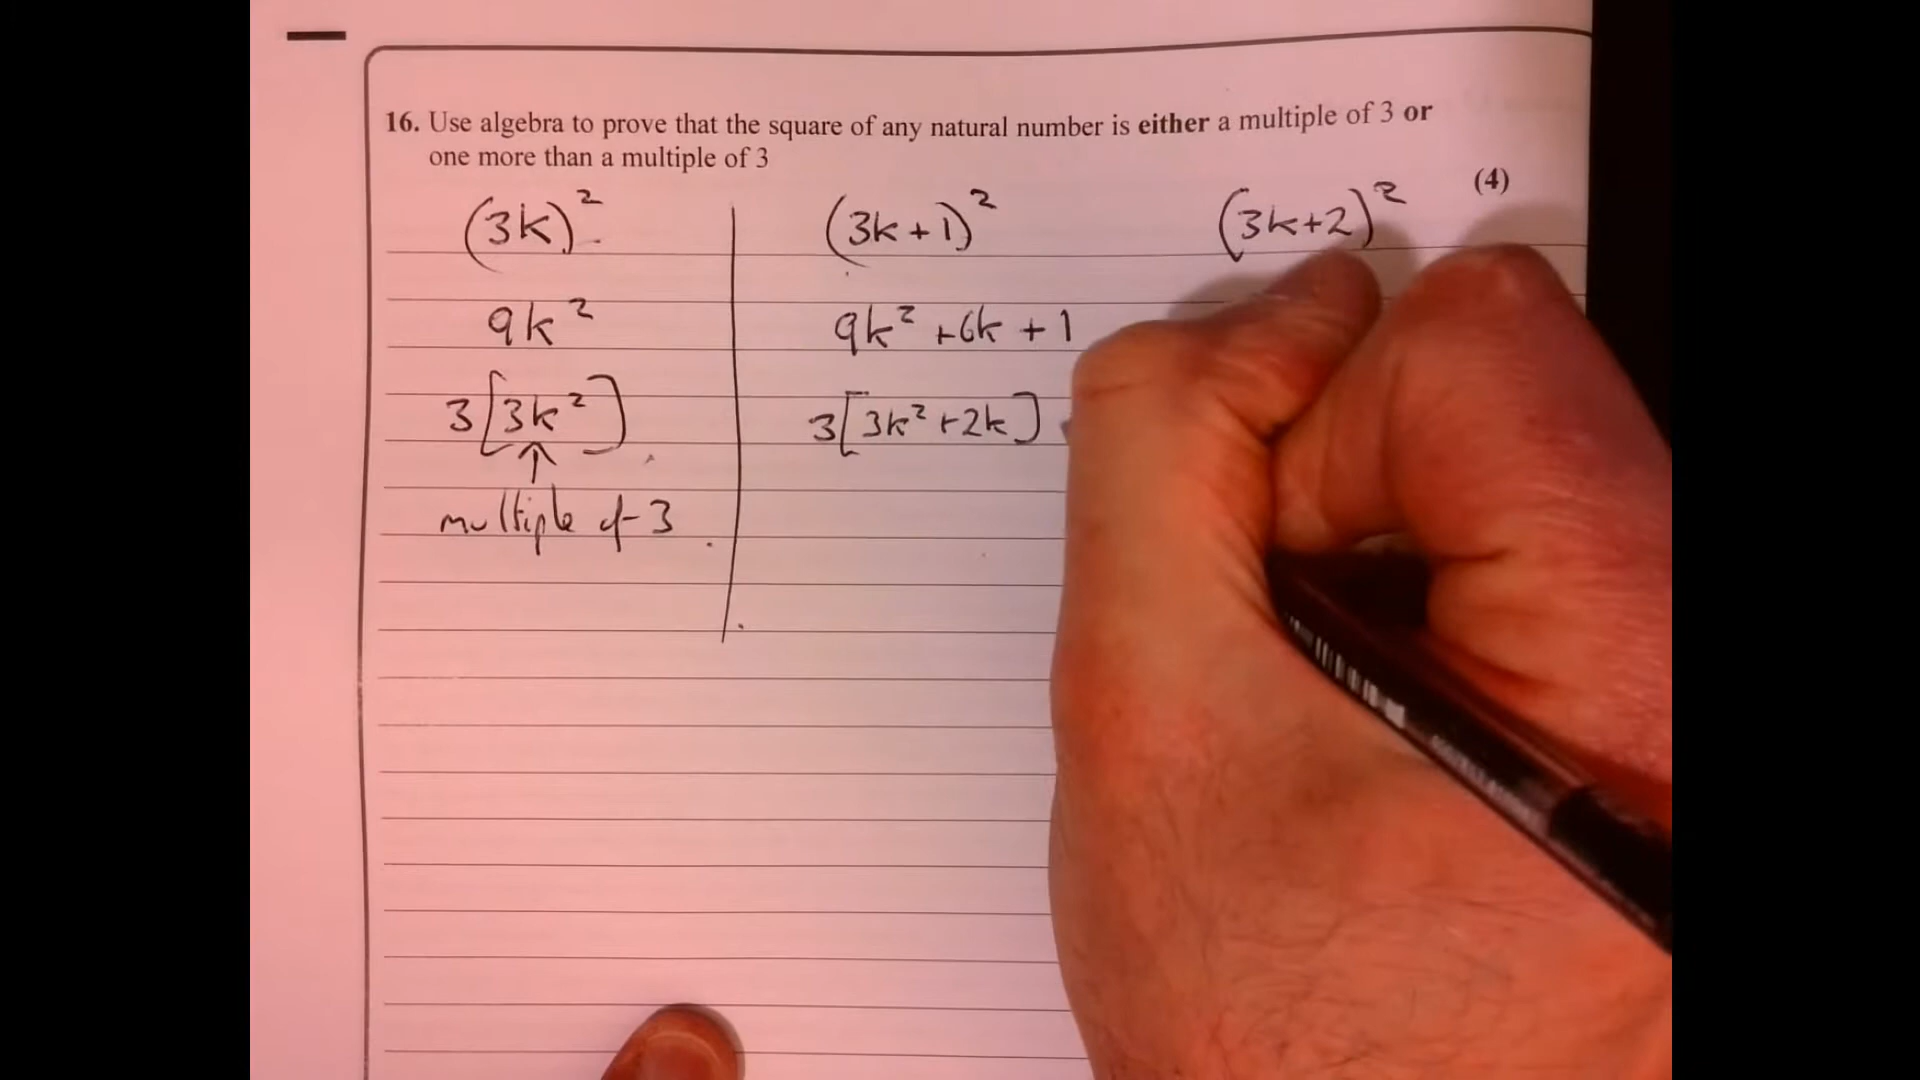 16. Use algebra to prove that the square of any natural number is either a multiple of 3 or
one more than a multiple of 3
(4)
(3k)²
9k²
3[3k²]
↑
multiple of 3
(3k+1)²
9k² +6k + 1
3[3k²+2k]
(3k+2)²